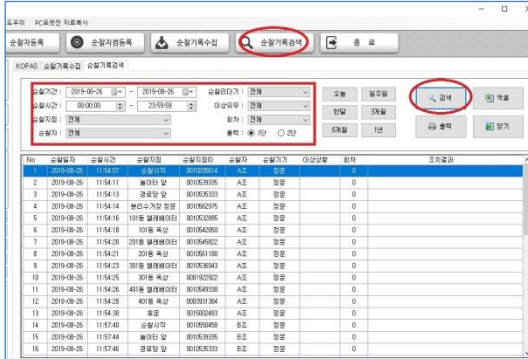 도우미 PC포켓전 자료복사
순찰자등록 순찰지점등록 순찰기록수집 순찰기록검색 종 료
KOPAS 순찰기록수집 순찰기록검색
순찰기간 : 2019-08-26 - 2019-08-26 순찰리더기 : 전체 오늘 일주일 검색 엑셀
순찰시간 : 00:00:00 - 23:59:59 이상유무 : 전체 한달 3개월
순찰지점 : 전체 회차 : 전체
순찰자 : 전체 출력 : 1단 2단 6개월 1년 출력 닫기
No 순찰일자 순찰시간 순찰지점 순찰지점ID 순찰자 순찰기기 이상상황 회차 조치결과
1 2019-08-26 11:54:07 순찰시작 A조 정문 0
2 2019-08-26 11:54:11 놀이터 앞 0010539335 A조 정문 0
3 2019-08-26 11:54:13 경로당 앞 0010535333 A조 정문 0
4 2019-08-26 11:54:14 분리수거장 정문 0010562975 A조 정문 0
5 2019-08-26 11:54:16 101동 엘레베이터 0010532895 A조 정문 0
6 2019-08-26 11:54:18 101동 옥상 0010542850 A조 정문 0
7 2019-08-26 11:54:20 201동 엘레베이터 0010545822 A조 정문 0
8 2019-08-26 11:54:21 201동 옥상 0010561188 A조 정문 0
9 2019-08-26 11:54:23 301동 엘레베이터 0010536943 A조 정문 0
10 2019-08-26 11:54:25 301동 옥상 0001922922 A조 정문 0
11 2019-08-26 11:54:26 401동 엘레베이터 0010549338 A조 정문 0
12 2019-08-26 11:54:28 401동 옥상 0003931384 A조 정문 0
13 2019-08-26 11:54:30 후문 0015002403 A조 정문 0
14 2019-08-26 11:57:40 순찰시작 0010550458 B조 정문 0
15 2019-08-26 11:57:44 놀이터 앞 0010539335 B조 정문 0
16 2019-08-26 11:57:46 경로당 앞 0010535333 B조 정문 0